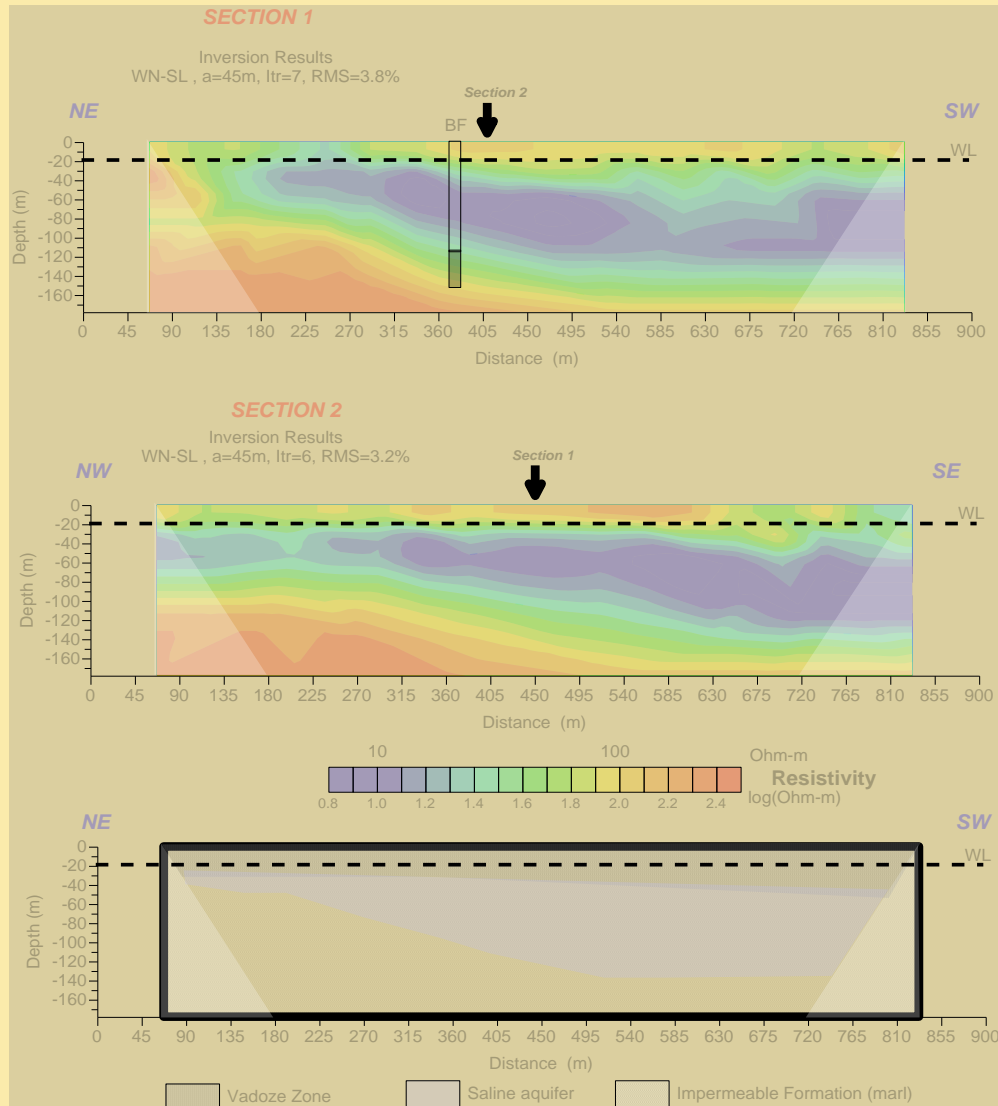 SECTION 1
Inversion Results
WN-SL , a=45m, Itr=7, RMS=3.8%
Section 2
NE
SW
BF
WL
Depth (m)
0
-20
-40
-60
-80
-100
-120
-140
-160
0 45 90 135 180 225 270 315 360 405 450 495 540 585 630 675 720 765 810 855 900
Distance (m)
SECTION 2
Inversion Results
WN-SL , a=45m, Itr=6, RMS=3.2%
Section 1
NW
SE
WL
Depth (m)
0
-20
-40
-60
-80
-100
-120
-140
-160
0 45 90 135 180 225 270 315 360 405 450 495 540 585 630 675 720 765 810 855 900
Distance (m)
10 100 Ohm-m
Resistivity
0.8 1.0 1.2 1.4 1.6 1.8 2.0 2.2 2.4 log(Ohm-m)
NE
SW
WL
Depth (m)
0
-20
-40
-60
-80
-100
-120
-140
-160
0 45 90 135 180 225 270 315 360 405 450 495 540 585 630 675 720 765 810 855 900
Distance (m)
Vadoze Zone Saline aquifer Impermeable Formation (marl)